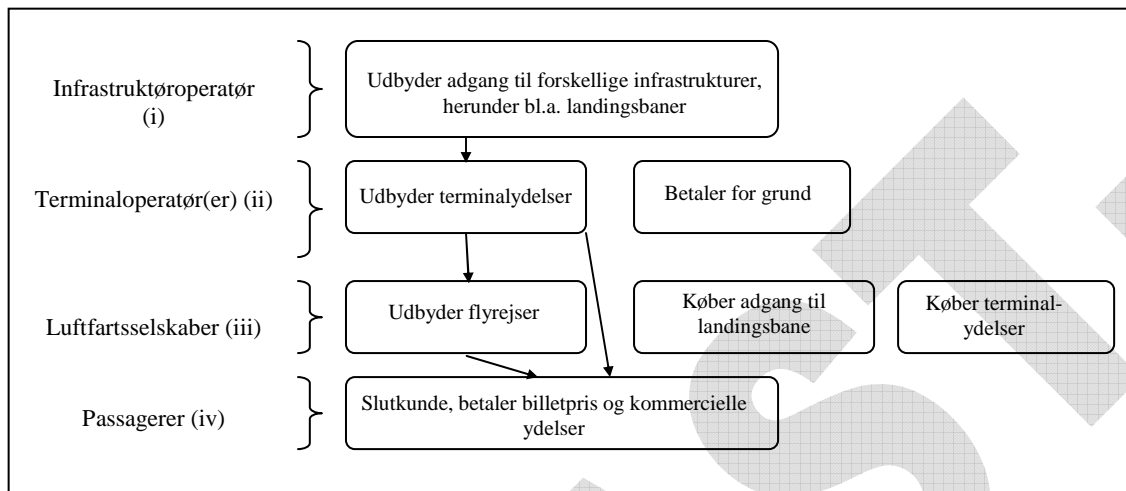 Infrastruktøroperatør
(i)
Udbyder adgang til forskellige infrastrukturer,
herunder bl.a. landingsbaner
Terminaloperatør(er) (ii)
Udbyder terminalydelser
Betaler for grund
Luftfartsselskaber (iii)
Udbyder flyrejser
Køber adgang til
landingsbane
Køber terminal-
ydelser
Passagerer (iv)
Slutkunde, betaler billetpris og kommercielle
ydelser